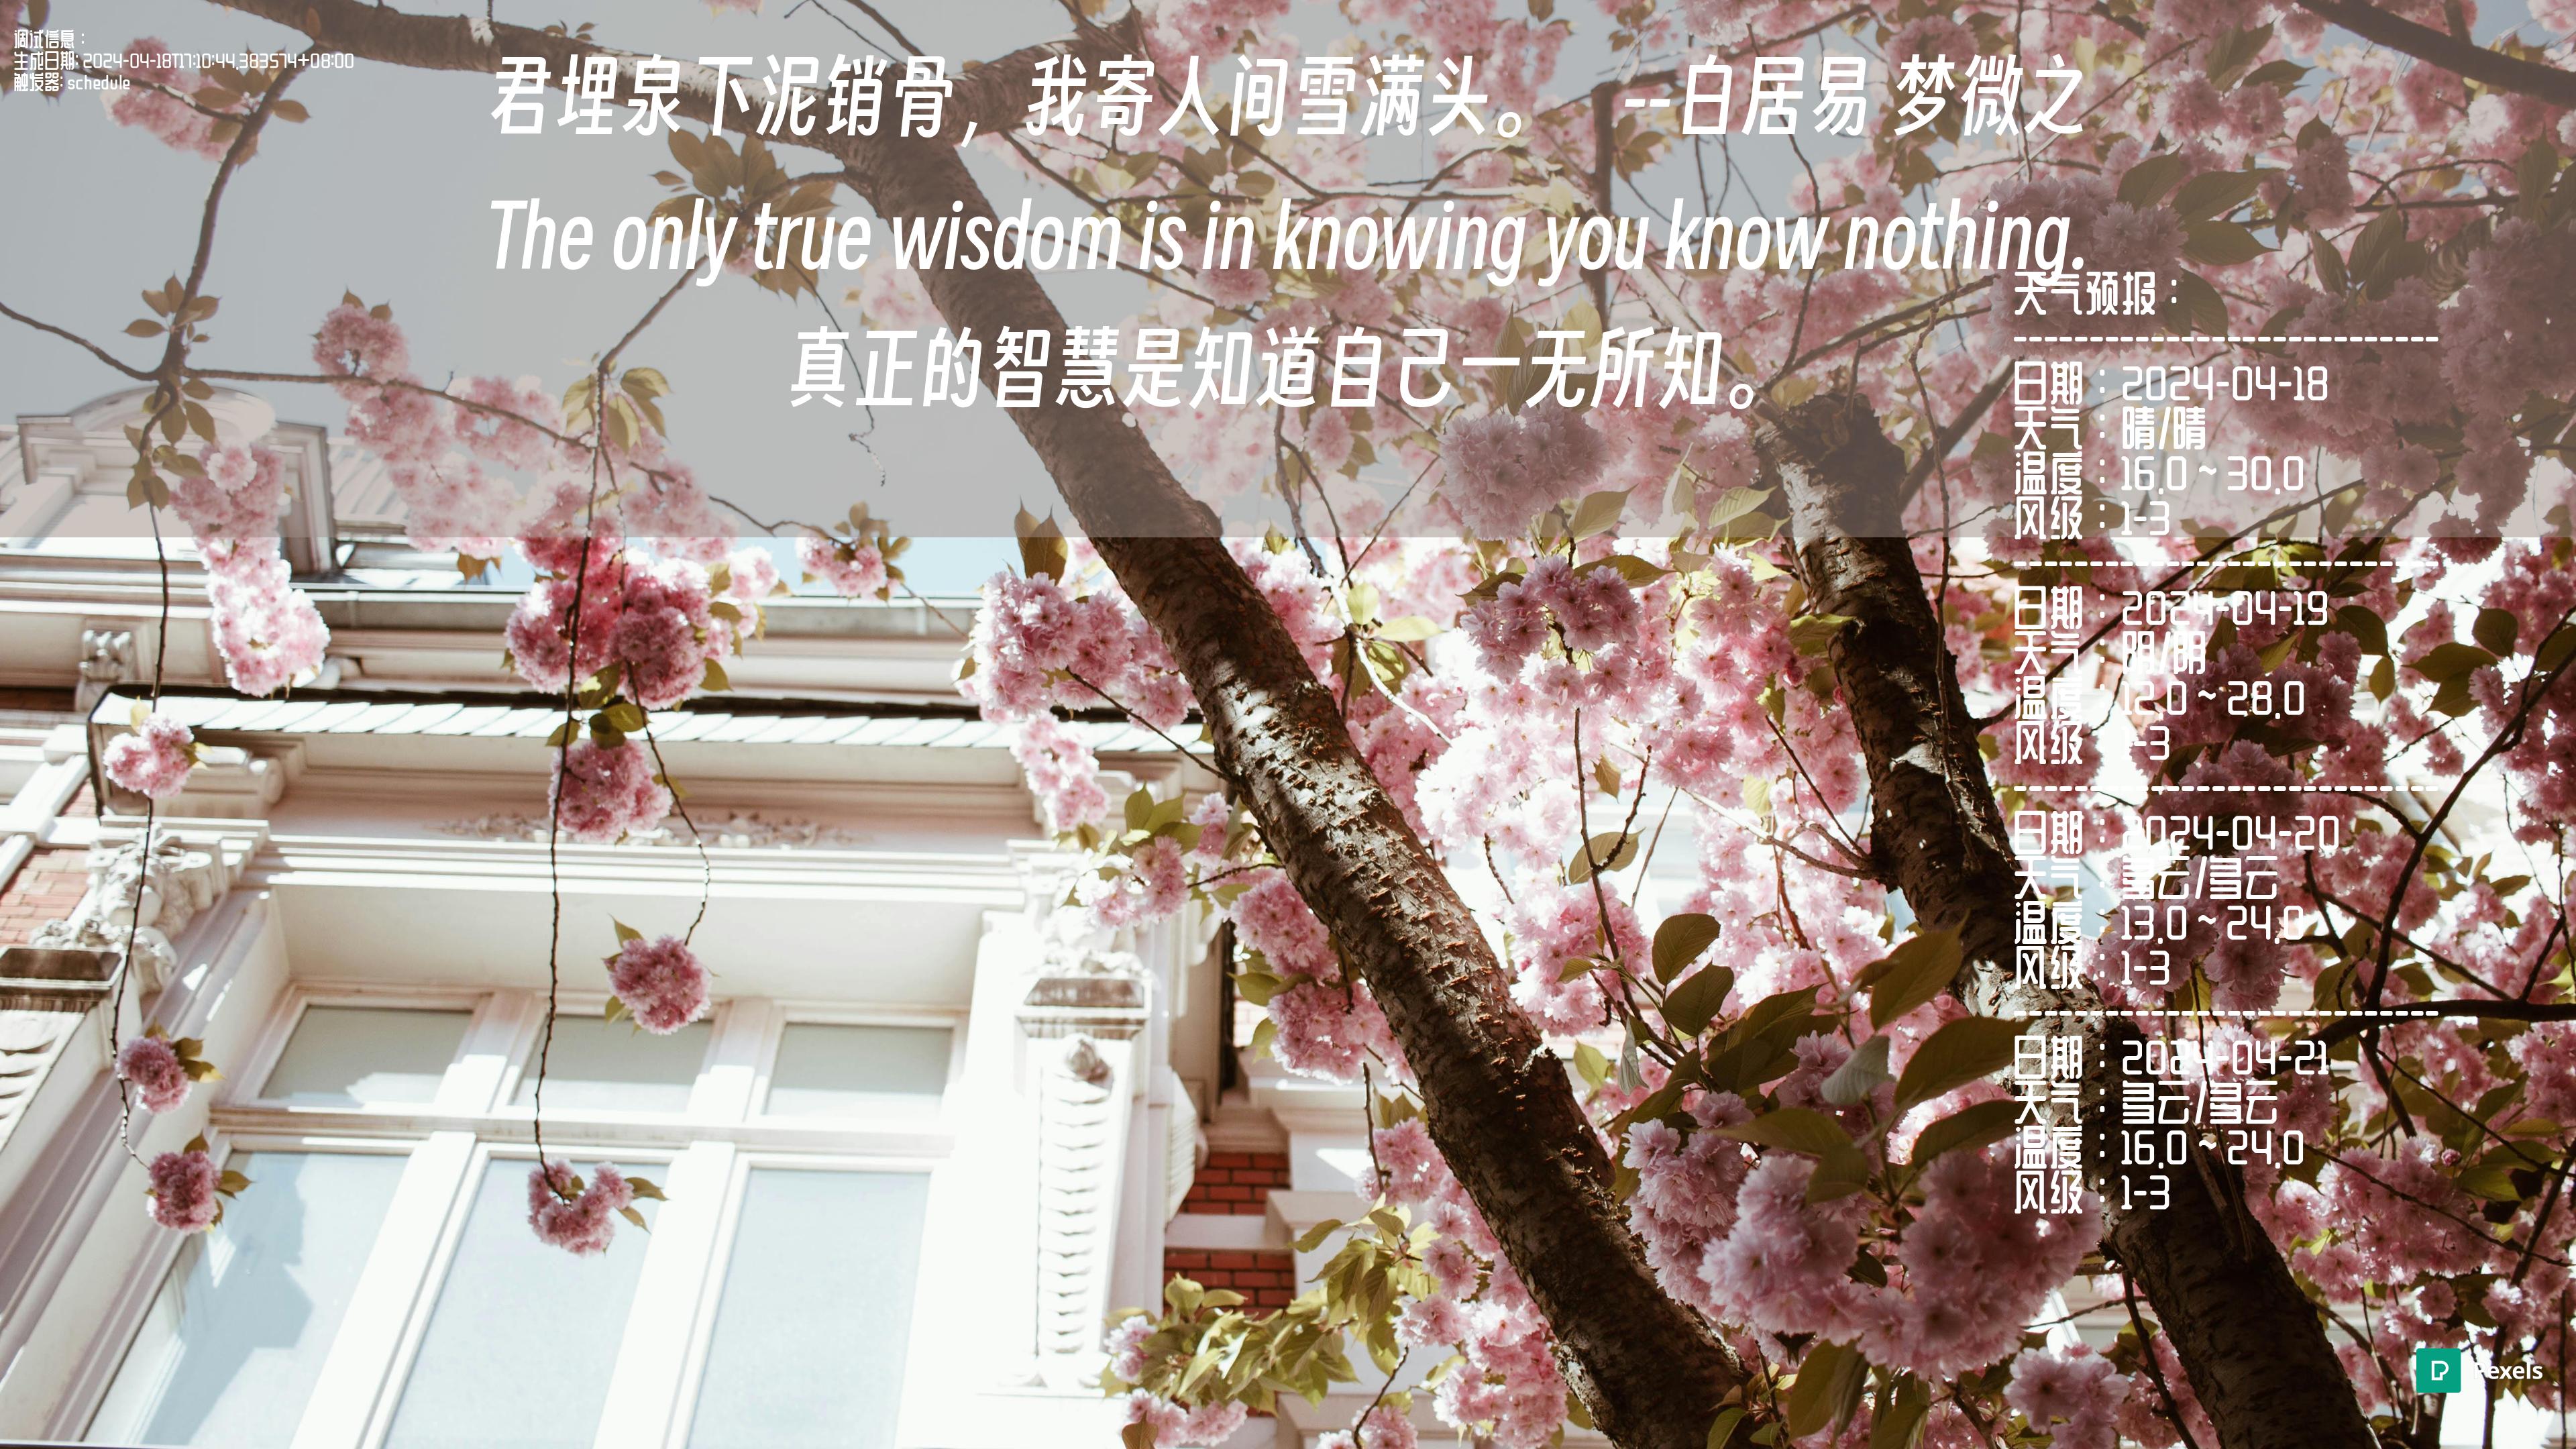 调试信息：
生成日期: 2024-04-18T17:10:44.383574+08:00
触发器: schedule
君埋泉下泥销骨，我寄人间雪满头。 --白居易 梦微之
The only true wisdom is in knowing you know nothing.
真正的智慧是知道自己一无所知。
天气预报：
----------------------------
日期：2024-04-18
天气：晴/晴
温度：16.0 ~ 30.0
风级：1-3
----------------------------
日期：2024-04-19
天气：阴/阴
温度：12.0 ~ 28.0
风级：1-3
----------------------------
日期：2024-04-20
天气：多云/多云
温度：13.0 ~ 24.0
风级：1-3
----------------------------
日期：2024-04-21
天气：多云/多云
温度：16.0 ~ 24.0
风级：1-3
Pexels